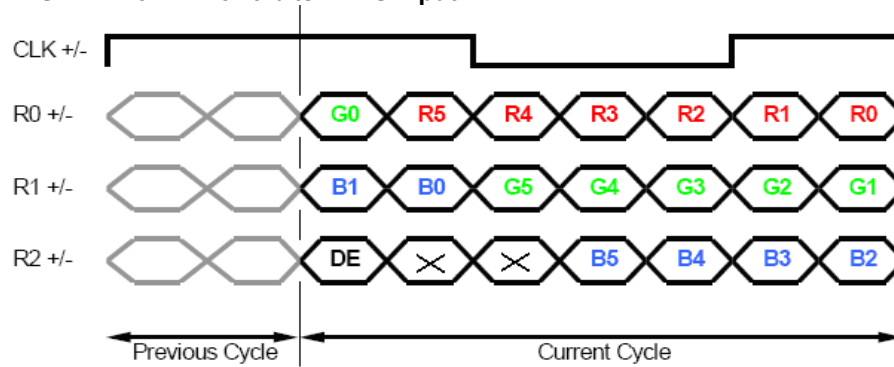 CLK +/-
R0 +/- G0 R5 R4 R3 R2 R1 R0
R1 +/- B1 B0 G5 G4 G3 G2 G1
R2 +/- DE B5 B4 B3 B2
Previous Cycle Current Cycle